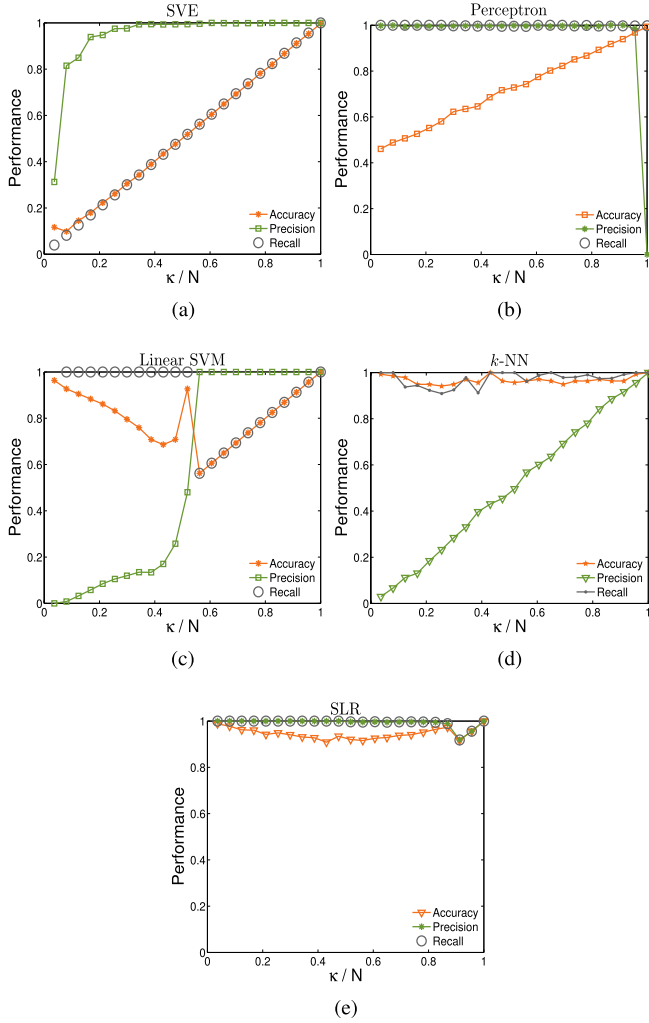 SVE
1
0.8
0.6
0.4
0.2
0
0.2
0.4
0.6
0.8
1
Performance
κ / N
Accuracy
Precision
Recall
(a)
Perceptron
1
0.8
0.6
0.4
0.2
0
0.2
0.4
0.6
0.8
1
Performance
κ / N
Accuracy
Precision
Recall
(b)
Linear SVM
1
0.8
0.6
0.4
0.2
0
0.2
0.4
0.6
0.8
1
Performance
κ / N
Accuracy
Precision
Recall
(c)
k-NN
1
0.8
0.6
0.4
0.2
0
0.2
0.4
0.6
0.8
1
Performance
κ / N
Accuracy
Precision
Recall
(d)
SLR
1
0.8
0.6
0.4
0.2
0
0
0.2
0.4
0.6
0.8
1
Performance
κ / N
Accuracy
Precision
Recall
(e)